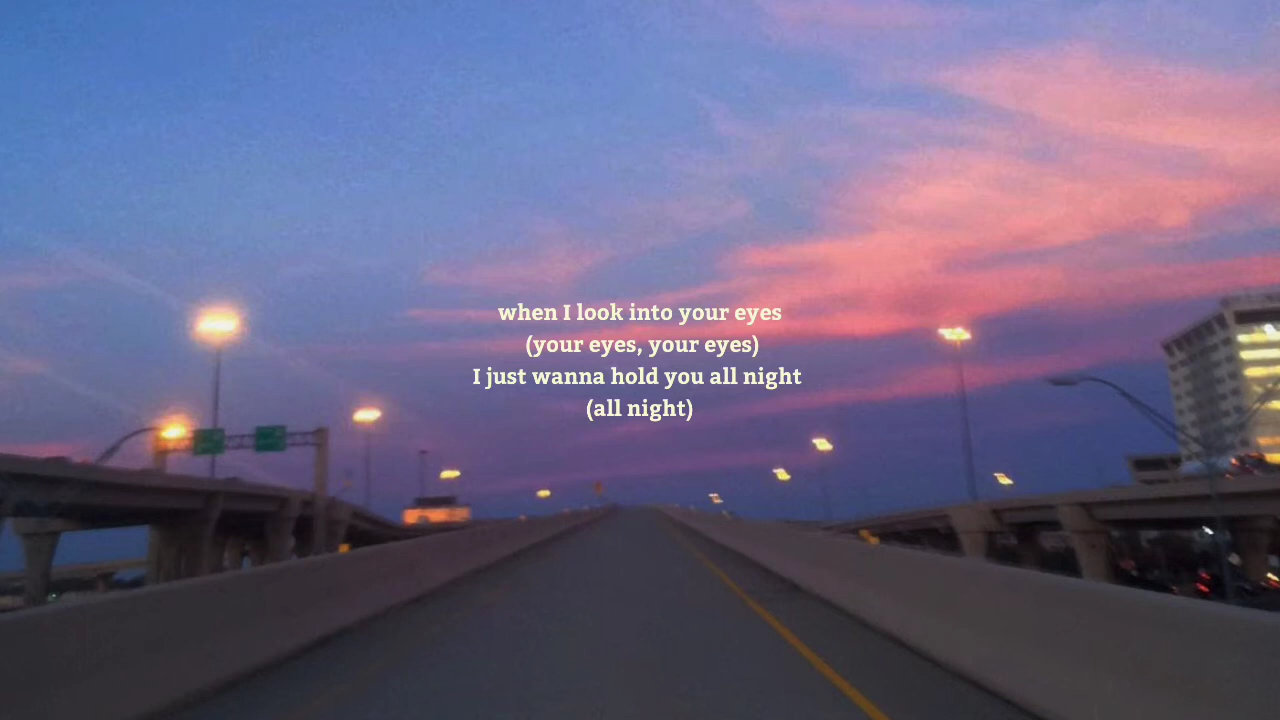 when I look into your eyes
(your eyes, your eyes)
I just wanna hold you all night
(all night)